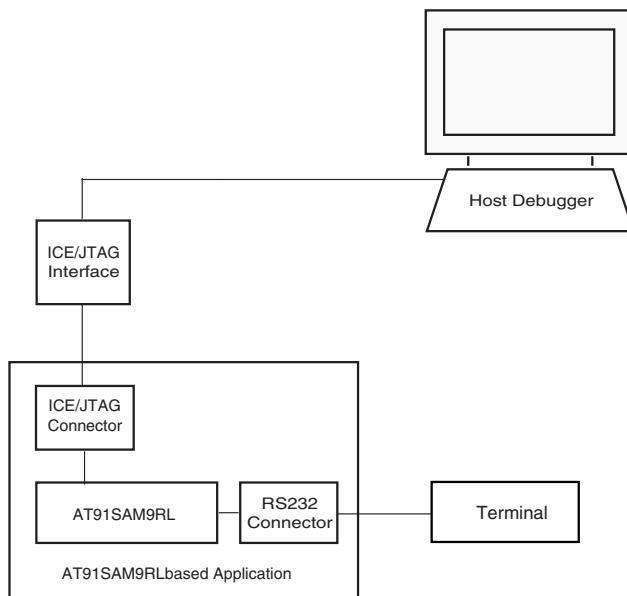 Host Debugger
ICE/JTAG
Interface
ICE/JTAG
Connector
AT91SAM9RL
RS232
Connector
Terminal
AT91SAM9RLbased Application